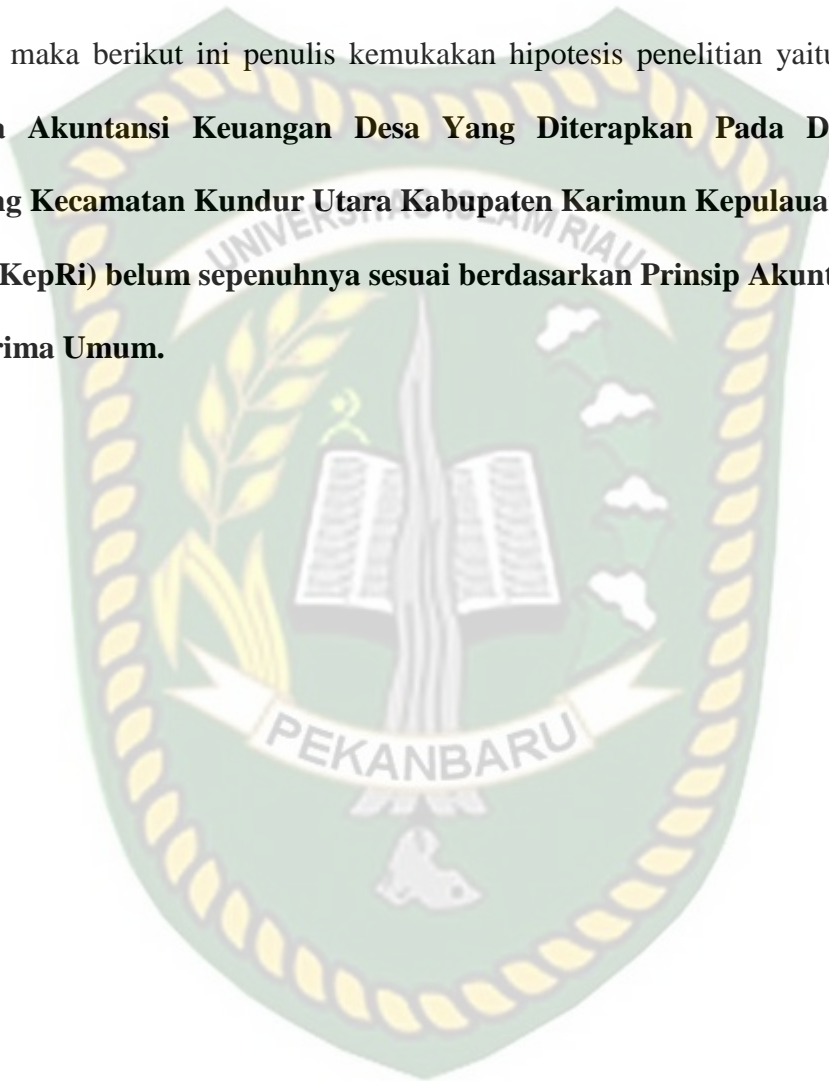 maka berikut ini penulis kemukakan hipotesis penelitian yaitu
a Akuntansi Keuangan Desa Yang Diterapkan Pada D
ng Kecamatan Kundur Utara Kabupaten Karimun Kepulaua
KepRi) belum sepenuhnya sesuai berdasarkan Prinsip Akunt
rima Umum.
UNIVERSITAS ISLAM RIAU
PEKANBARU